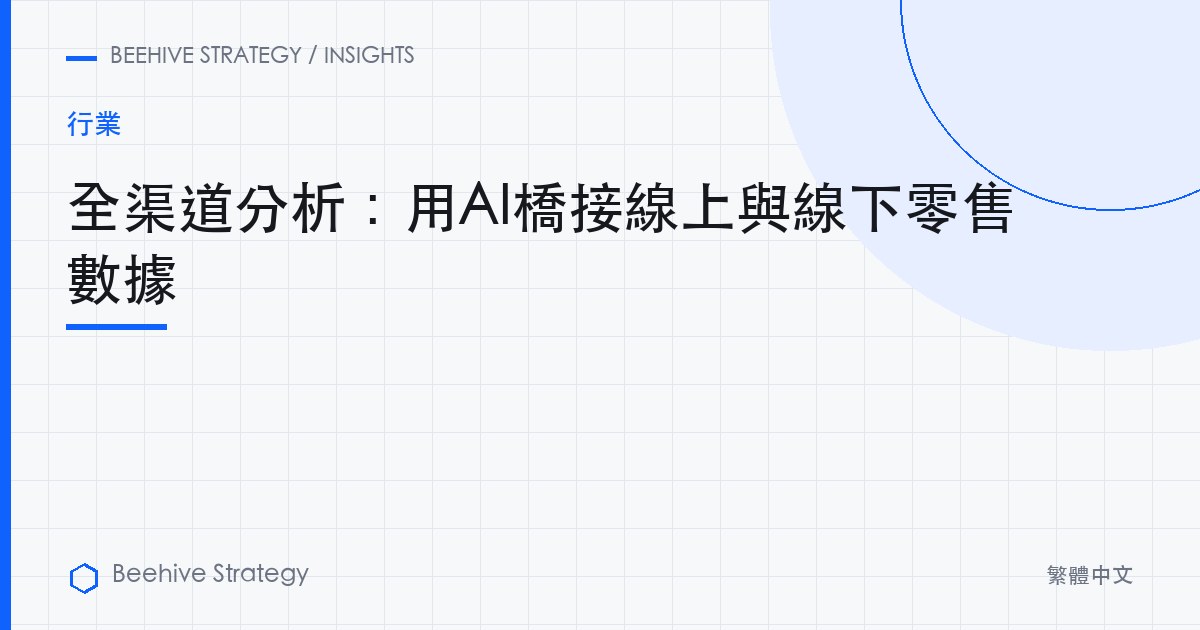 BEEHIVE STRATEGY / INSIGHTS
行業
全渠道分析：用AI橋接線上與線下零售
數據
Beehive Strategy
繁體中文